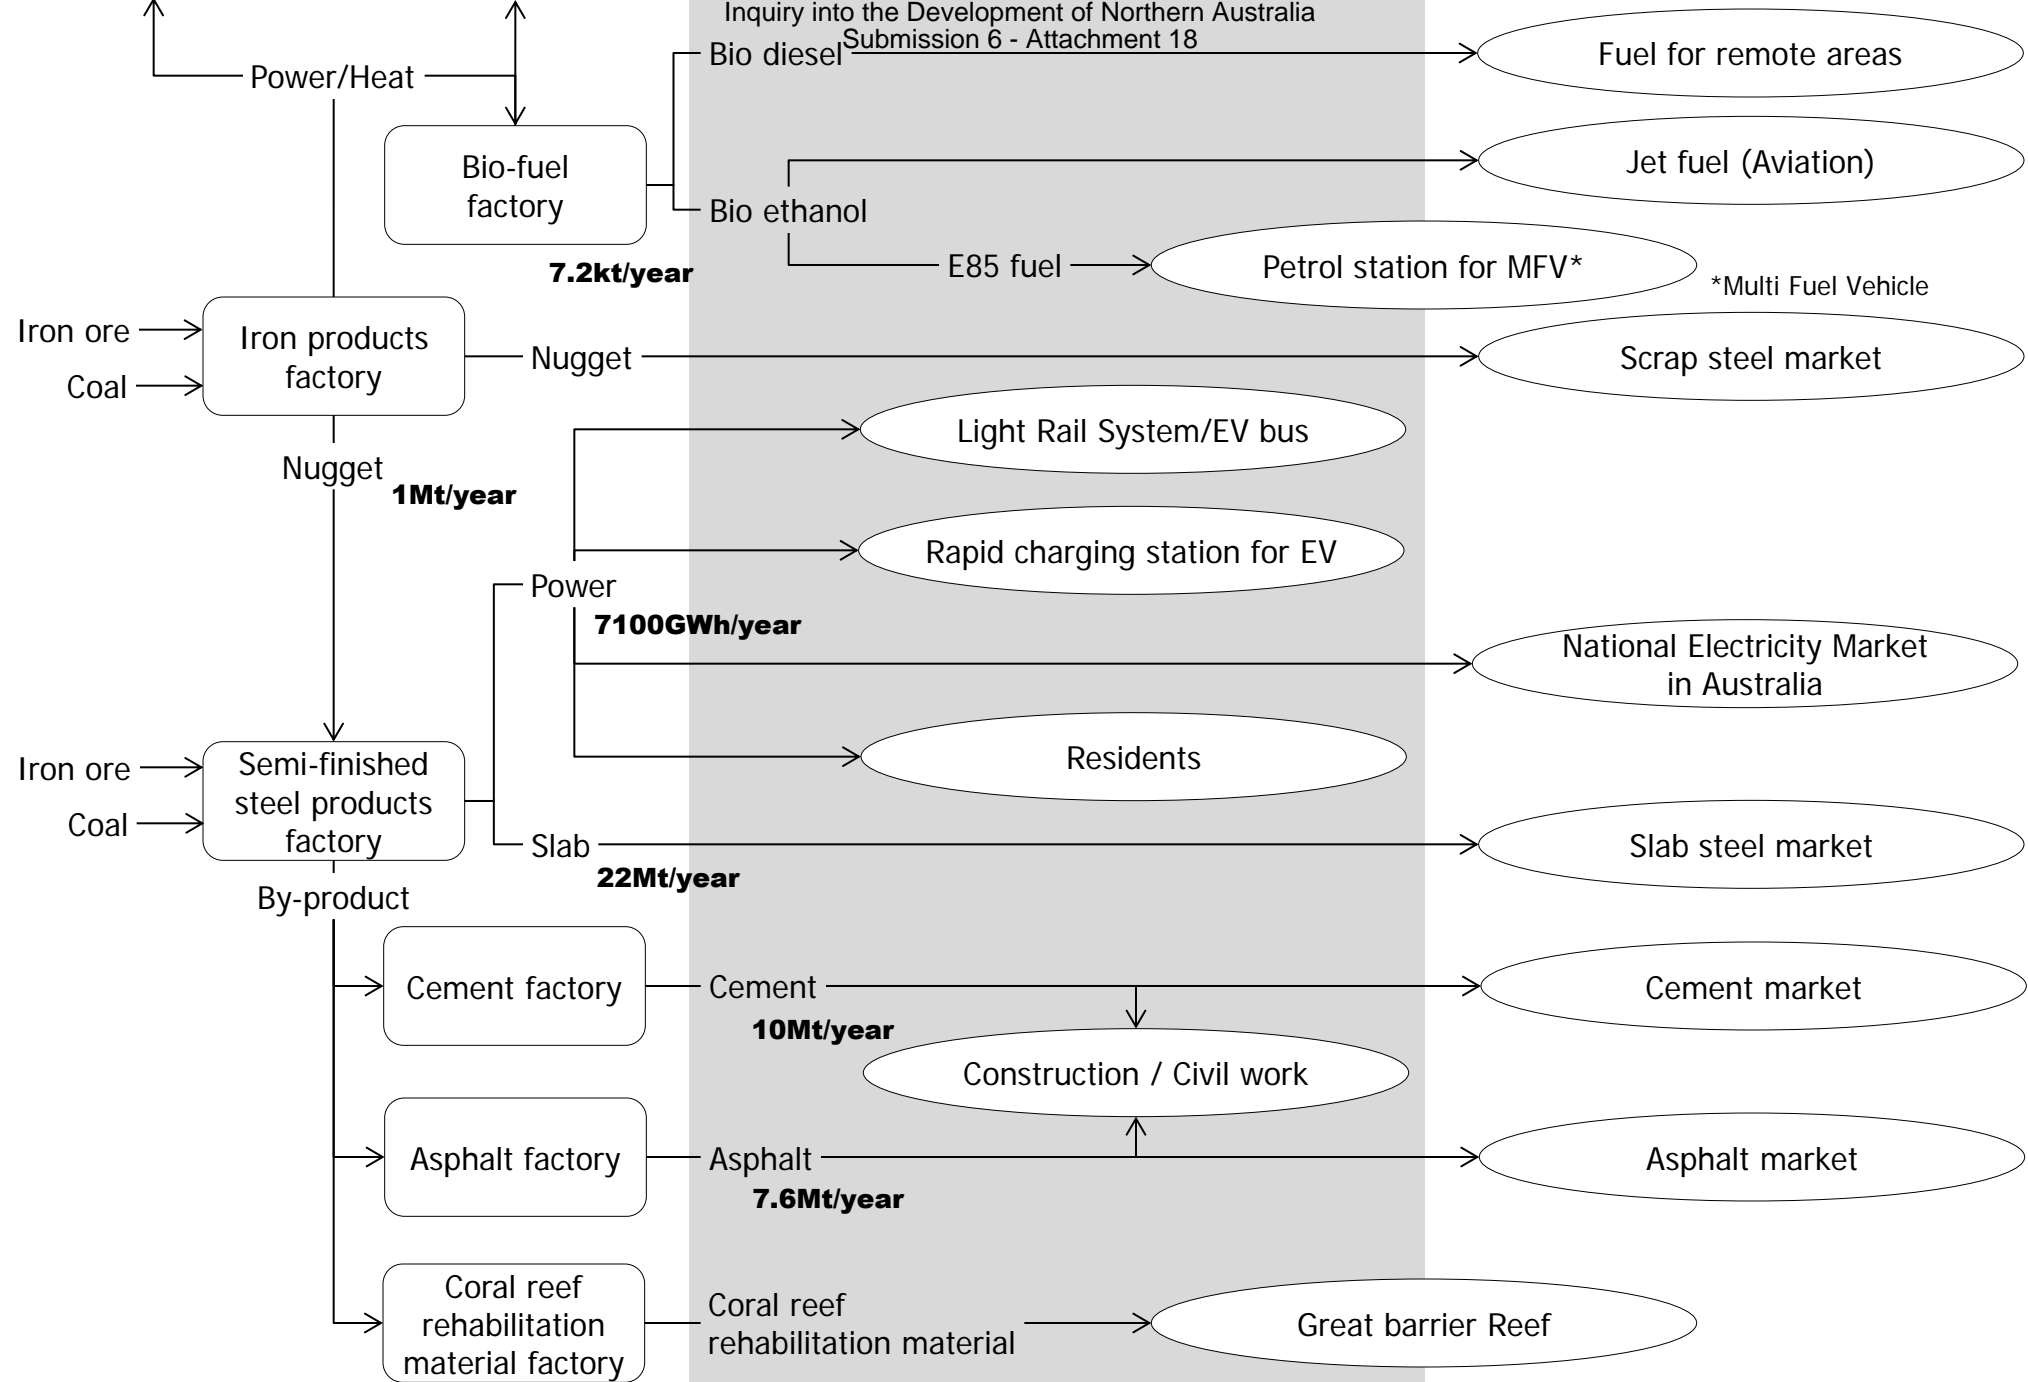 Inquiry into the Development of Northern Australia
Submission 6 - Attachment 18
Bio diesel
Fuel for remote areas
Power/Heat
Bio-fuel
factory
Jet fuel (Aviation)
Bio ethanol
7.2kt/year
E85 fuel
Petrol station for MFV*
*Multi Fuel Vehicle
Iron ore
Coal
Iron products
factory
Nugget
Scrap steel market
Light Rail System/EV bus
Nugget
1Mt/year
Rapid charging station for EV
Power
7100GWh/year
National Electricity Market
in Australia
Residents
Iron ore
Coal
Semi-finished
steel products
factory
Slab
22Mt/year
Slab steel market
By-product
Cement factory
Cement
10Mt/year
Cement market
Construction / Civil work
Asphalt factory
Asphalt
7.6Mt/year
Asphalt market
Coral reef
rehabilitation
material factory
Coral reef
rehabilitation material
Great barrier Reef